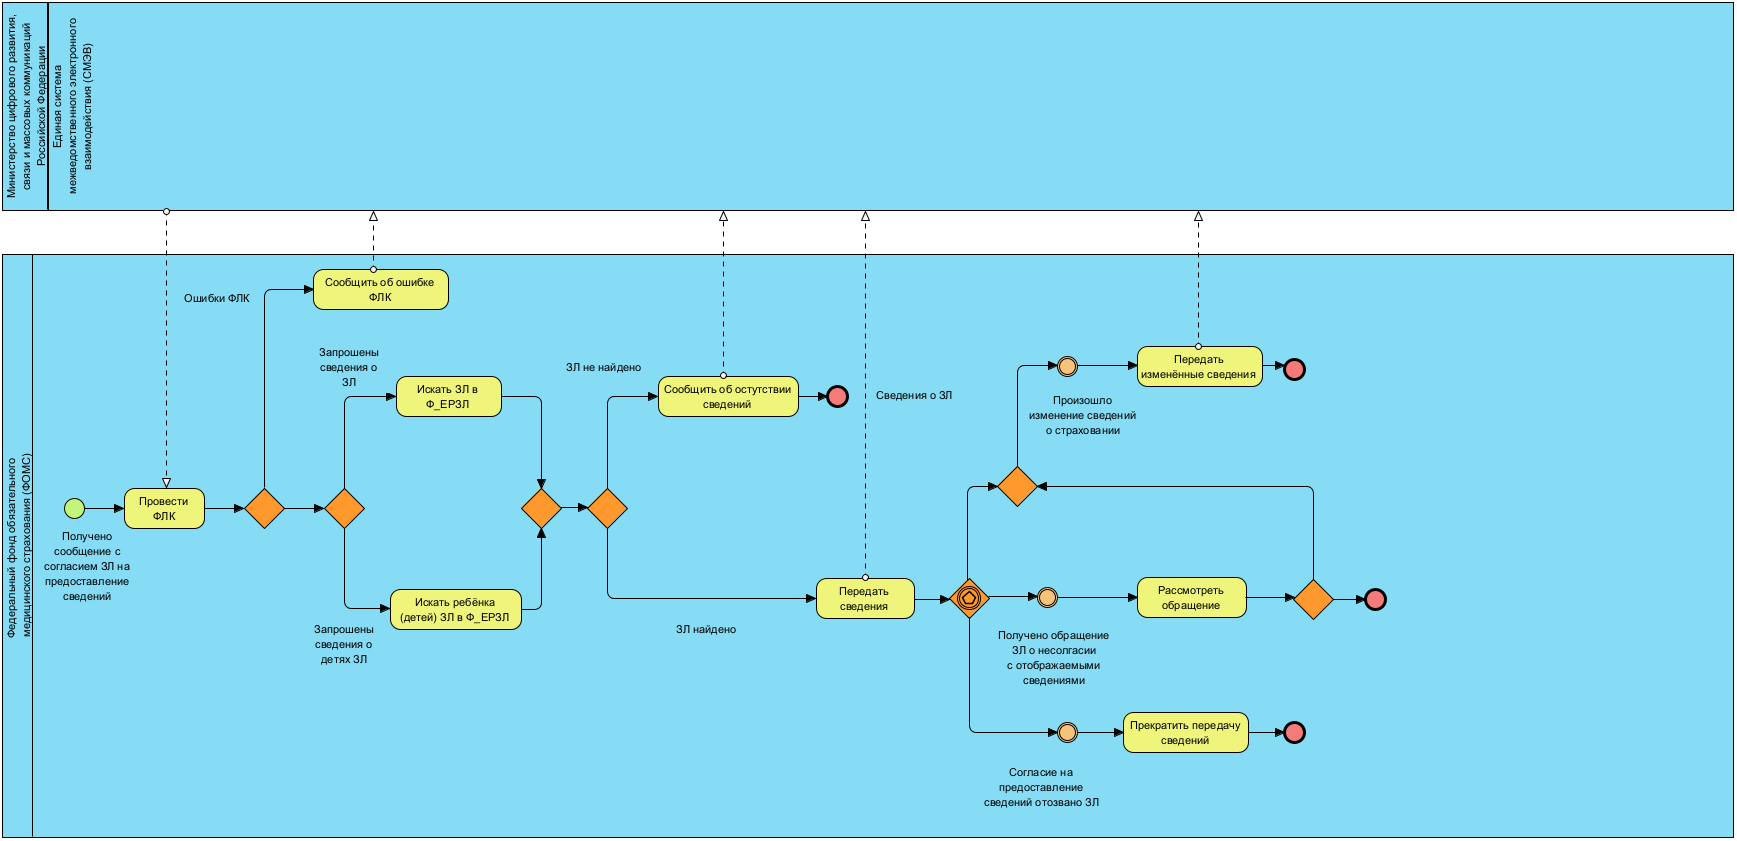 Министерство цифрового развития,
связи и массовых коммуникаций
Российской Федерации
Единая система
межведомственного электронного
взаимодействия (СМЭВ)
Федеральный фонд обязательного
медицинского страхования (ФОМС)
Сообщить об ошибке
ФЛК
Ошибки ФЛК
Запрошены
сведения о
ЗЛ
Искать ЗЛ в
Ф_ЕРЗЛ
ЗЛ не найдено
Сообщить об остутствии
сведений
Сведения о ЗЛ
Передать
изменённые сведения
Произошло
изменение сведений
о страховании
Провести
ФЛК
Получено
сообщение с
согласием ЗЛ на
предоставление
сведений
Искать ребёнка
(детей) ЗЛ в Ф_ЕРЗЛ
Запрошены
сведения о
детях ЗЛ
ЗЛ найдено
Передать
сведения
Рассмотреть
обращение
Получено обращение
ЗЛ о несолгасии
с отображаемыми
сведениями
Прекратить передачу
сведений
Согласие на
предоставление
сведений отозвано ЗЛ